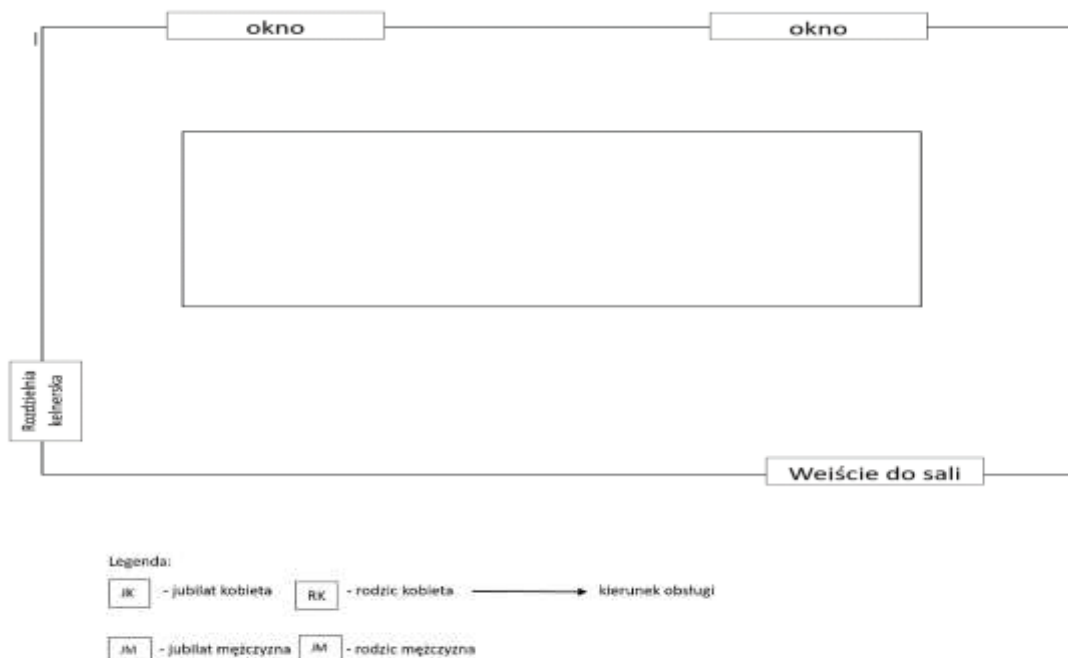 okno
okno
Rozdzielnia
kelnerska
Wejście do sali
Legenda:
JK - jubilat kobieta RK - rodzic kobieta kierunek obsługi
JM - jubilat mężczyzna JM - rodzic mężczyzna